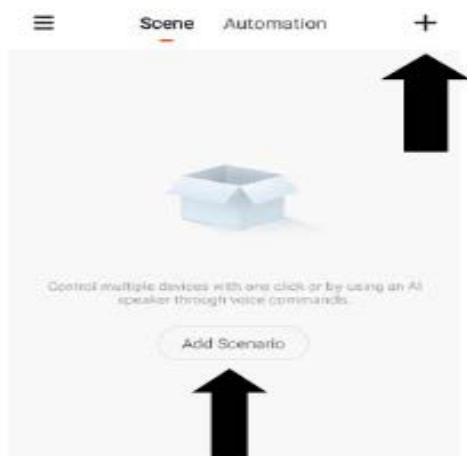 Scene Automation
Control multiple devices with one click or by using an AI
speaker through voice commands.
Add Scenario